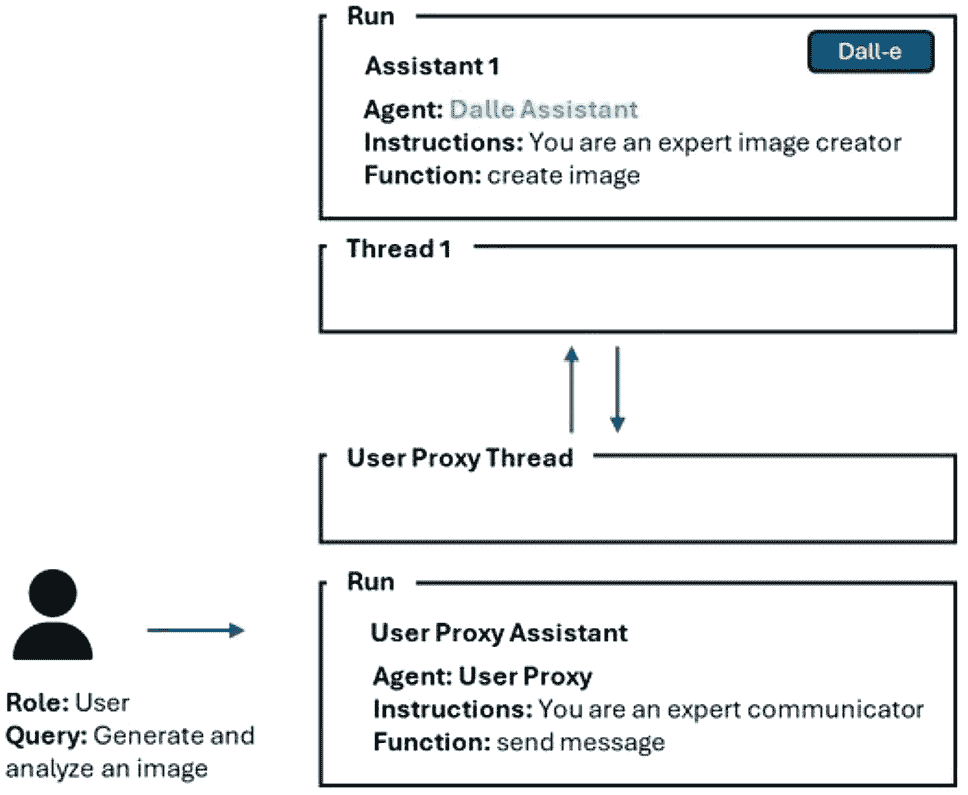 Run
Dall-e
Assistant 1
Agent: Dalle Assistant
Instructions: You are an expert image creator
Function: create image
Thread 1
User Proxy Thread
Run
User Proxy Assistant
Agent: User Proxy
Instructions: You are an expert communicator
Function: send message
Role: User
Query: Generate and
analyze an image